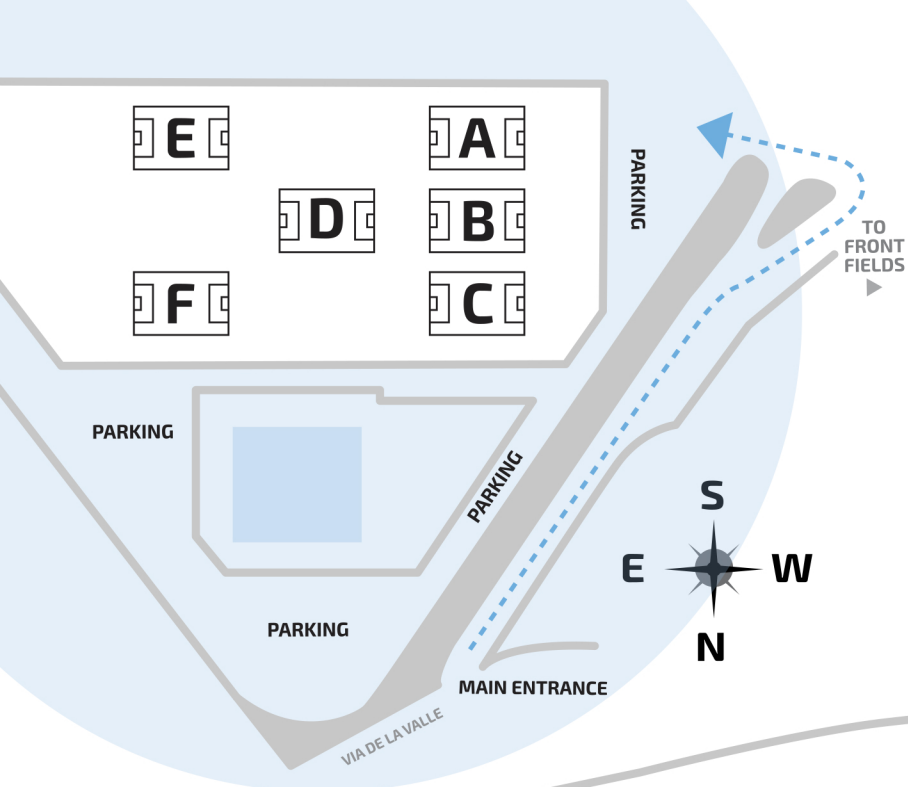 E
A
PARKING
D
B
TO
FRONT
FIELDS
F
C
PARKING
PARKING
S
E
W
N
PARKING
MAIN ENTRANCE
VIA DE LA VALLE